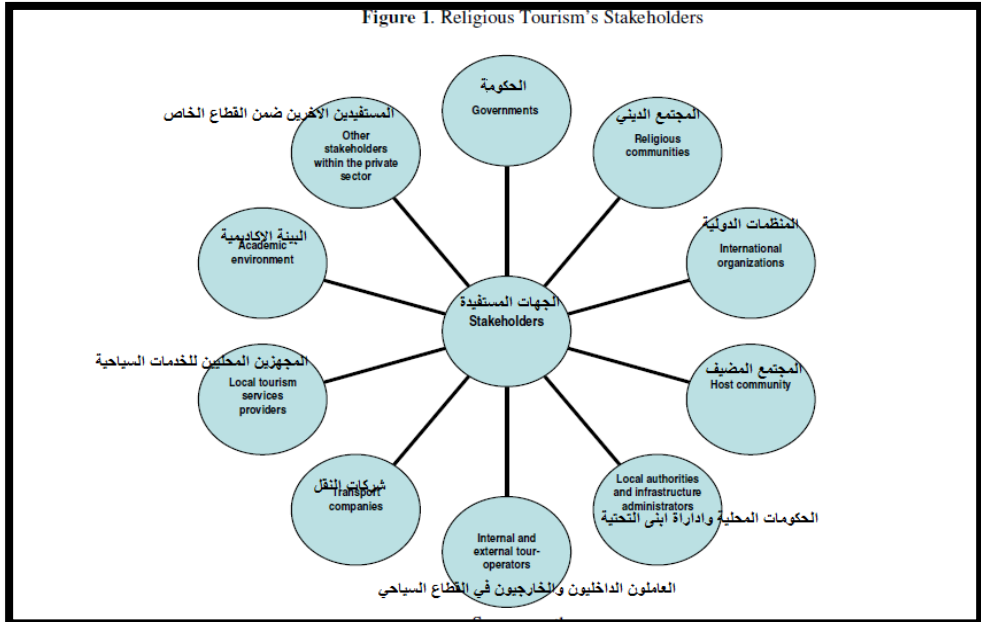 Figure 1. Religious Tourism's Stakeholders
الحكومة
Governments
المجتمع الديني
Religious
communities
المنظمات الدولية
International
organizations
المجتمع المضيف
Host community
Local authorities
and infrastructure
administrators
الحكومات المحلية واداراة ابنى التحتية
Internal and
external tour-
operators
العاملون الداخليون والخارجيون في القطاع السياحي
شركات النقل
Transport
companies
المجهزين المحليين للخدمات السياحية
Local tourism
services
providers
البيئة الاكاديمية
Academic
environment
المستفيدين الآخرين ضمن القطاع الخاص
Other
stakeholders
within the private
sector
الجهات المستفيدة
Stakeholders